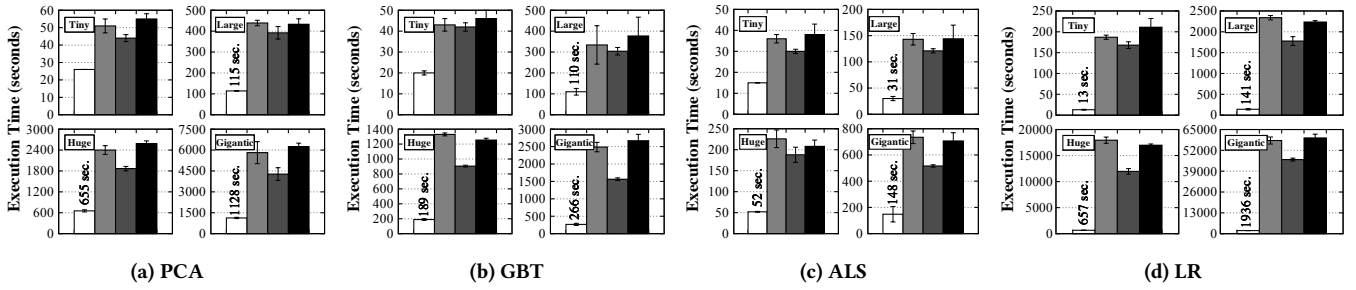 Execution Time (seconds)
Tiny
60
50
40
30
20
10
0
Large
600
500
400
300
200
100
0
115 sec.
Huge
3000
2400
1800
1200
600
655 sec.
Gigantic
7500
6000
4500
3000
1500
1128 sec.
(a) PCA
Execution Time (seconds)
Tiny
50
40
30
20
10
0
Large
600
500
400
300
200
100
0
110 sec.
Huge
1400
1200
1000
800
600
400
200
0
189 sec.
Gigantic
3000
2500
2000
1500
1000
500
0
266 sec.
(b) GBT
Execution Time (seconds)
Tiny
50
40
30
20
10
0
Large
200
150
100
50
0
31 sec.
Huge
250
200
150
100
50
0
52 sec.
Gigantic
800
600
400
200
0
148 sec.
(c) ALS
Execution Time (seconds)
Tiny
250
200
150
100
50
0
13 sec.
Large
2500
2000
1500
1000
500
0
141 sec.
Huge
20000
15000
10000
5000
0
657 sec.
Gigantic
65000
52000
39000
26000
13000
0
1936 sec.
(d) LR